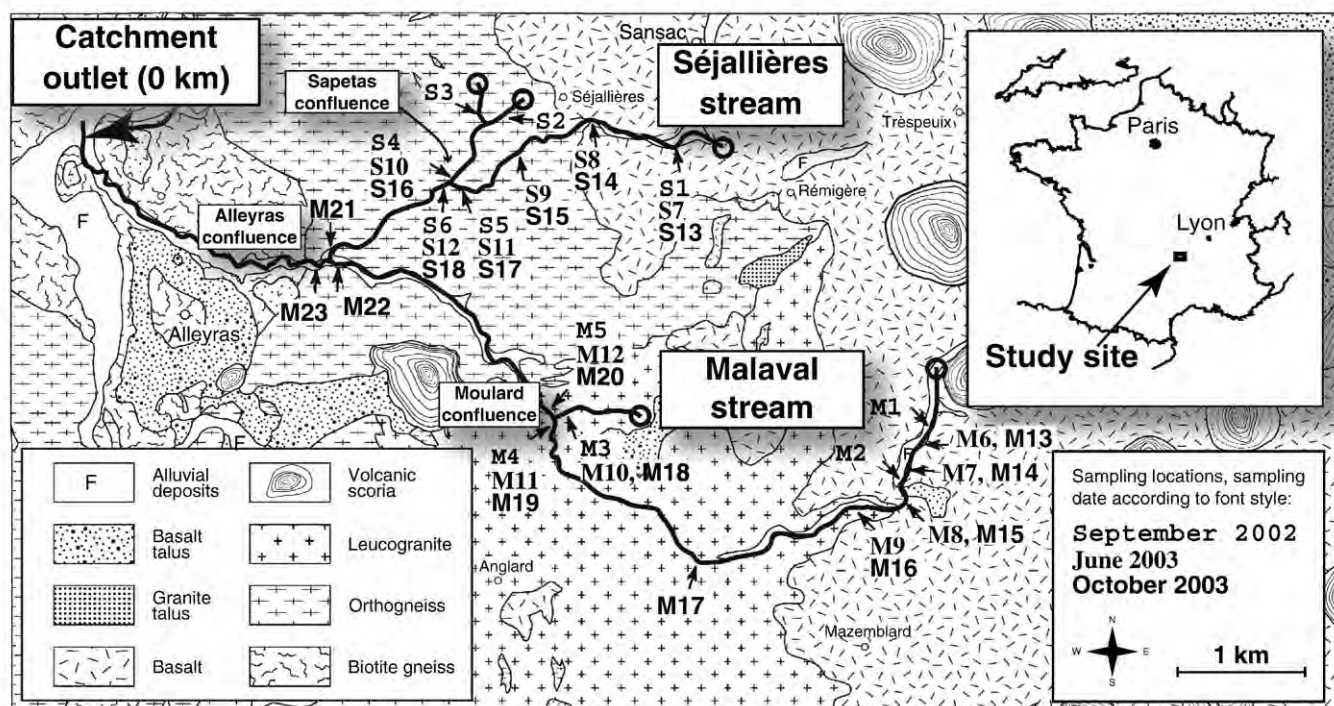 Catchment
outlet (0 km)
Sapetas
confluence
S3
S2
Séjallières
Sansac
Séjallières
stream
Trèspeuix
Rémigère
F
S4
S10
S16
S8
S14
S9
S15
S1
S7
S13
S6
S12
S18
S5
S11
S17
M21
Alleyras
confluence
F
M23
M22
Alleyras
M5
M12
M20
Malaval
stream
Moulard
confluence
M3
M10, M18
M4
M11
M19
M1
M2
F
M6, M13
M7, M14
M8, M15
M9
M16
M17
Anglard
Mazemblard
F
Paris
Lyon
Study site
F
Alluvial
deposits
Volcanic
scoria
Basalt
talus
Leucogranite
Granite
talus
Orthogneiss
Basalt
Biotite gneiss
Sampling locations, sampling
date according to font style:
September 2002
June 2003
October 2003
N
W E
S
1 km